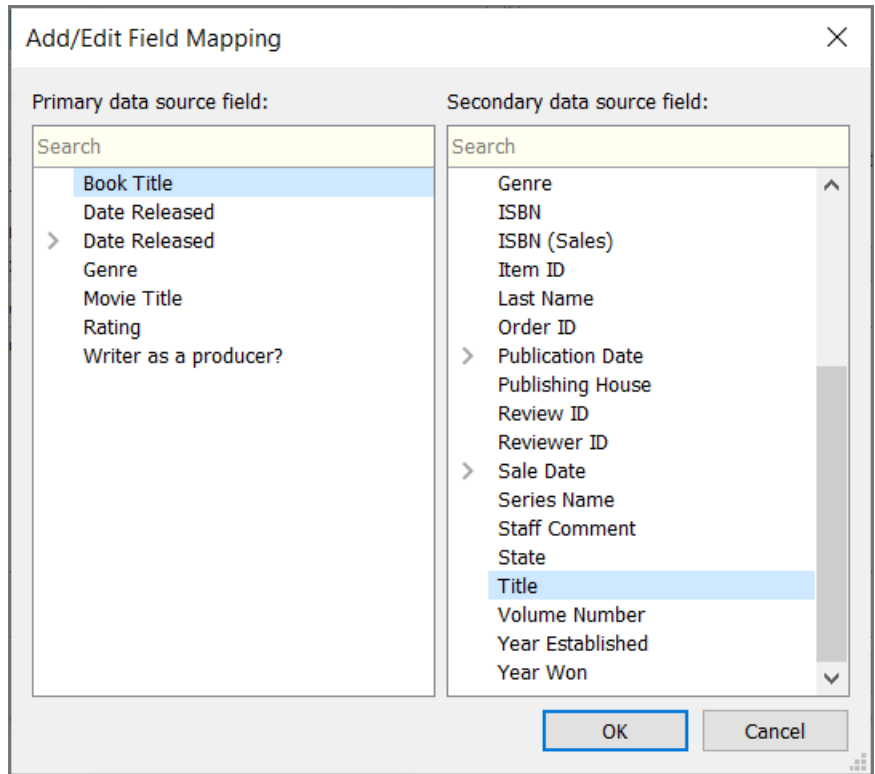 Add/Edit Field Mapping
Primary data source field:
Search
Book Title
Date Released
Date Released
Genre
Movie Title
Rating
Writer as a producer?
Secondary data source field:
Search
Genre
ISBN
ISBN (Sales)
Item ID
Last Name
Order ID
Publication Date
Publishing House
Review ID
Reviewer ID
Sale Date
Series Name
Staff Comment
State
Title
Volume Number
Year Established
Year Won
OK
Cancel